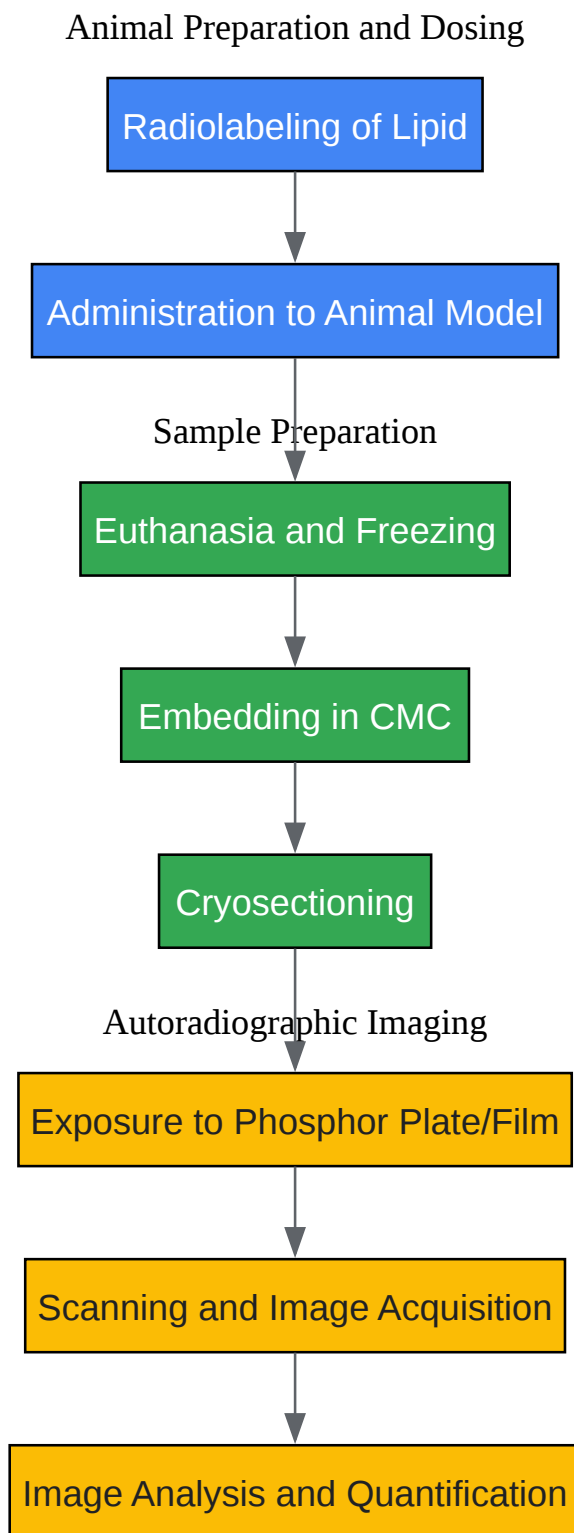 Animal Preparation and Dosing
Radiolabeling of Lipid
Administration to Animal Model
Sample Preparation
Euthanasia and Freezing
Embedding in CMC
Cryosectioning
Autoradiographic Imaging
Exposure to Phosphor Plate/Film
Scanning and Image Acquisition
Image Analysis and Quantification